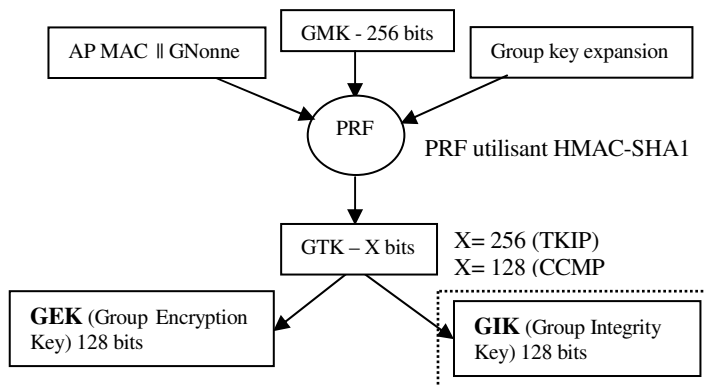 AP MAC || GNonne
GMK - 256 bits
Group key expansion
PRF
PRF utilisant HMAC-SHA1
GTK – X bits
X= 256 (TKIP)
X= 128 (CCMP
GEK (Group Encryption
Key) 128 bits
GIK (Group Integrity
Key) 128 bits